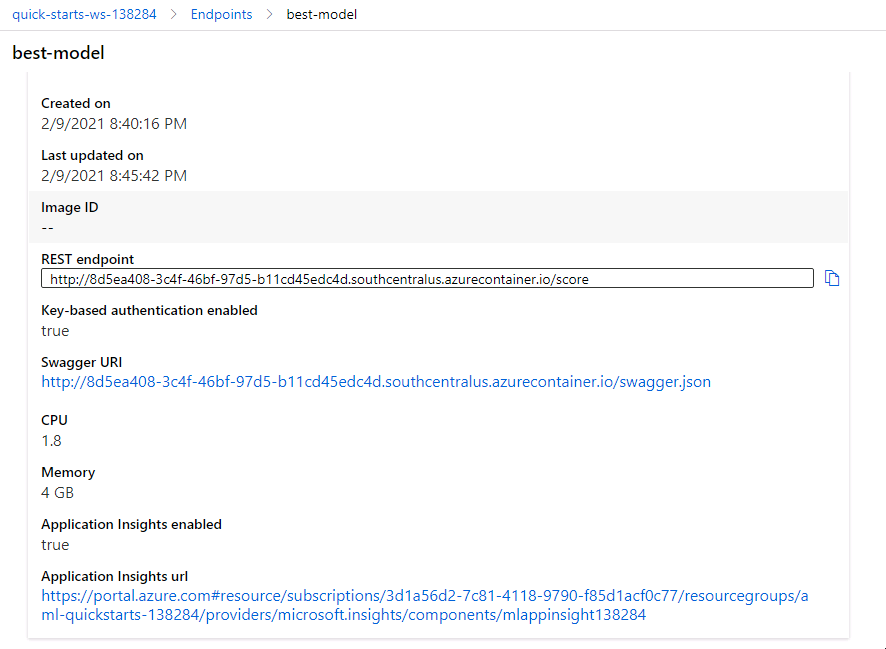 quick-starts-ws-138284 > Endpoints > best-model
best-model
Created on
2/9/2021 8:40:16 PM
Last updated on
2/9/2021 8:45:42 PM
Image ID
--
REST endpoint
http://8d5ea408-3c4f-46bf-97d5-b11cd45edc4d.southcentralus.azurecontainer.io/score
Key-based authentication enabled
true
Swagger URI
http://8d5ea408-3c4f-46bf-97d5-b11cd45edc4d.southcentralus.azurecontainer.io/swagger.json
CPU
1.8
Memory
4 GB
Application Insights enabled
true
Application Insights url
https://portal.azure.com#resource/subscriptions/3d1a56d2-7c81-4118-9790-f85d1acf0c77/resourcegroups/a
ml-quickstarts-138284/providers/microsoft.insights/components/mlappinsight138284